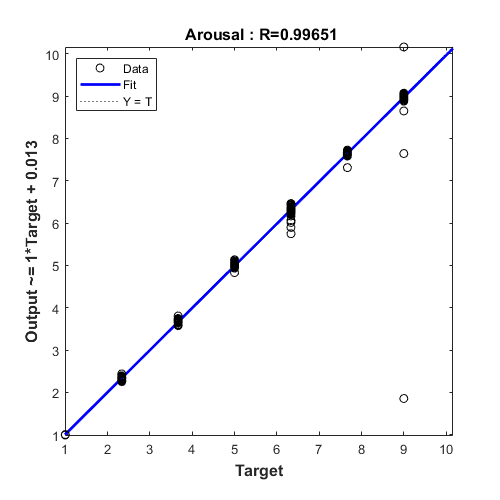 Arousal : R=0.99651
Data
Fit
Y = T
Output ~= 1*Target + 0.013
10
9
8
7
6
5
4
3
2
1
1 2 3 4 5 6 7 8 9 10
Target